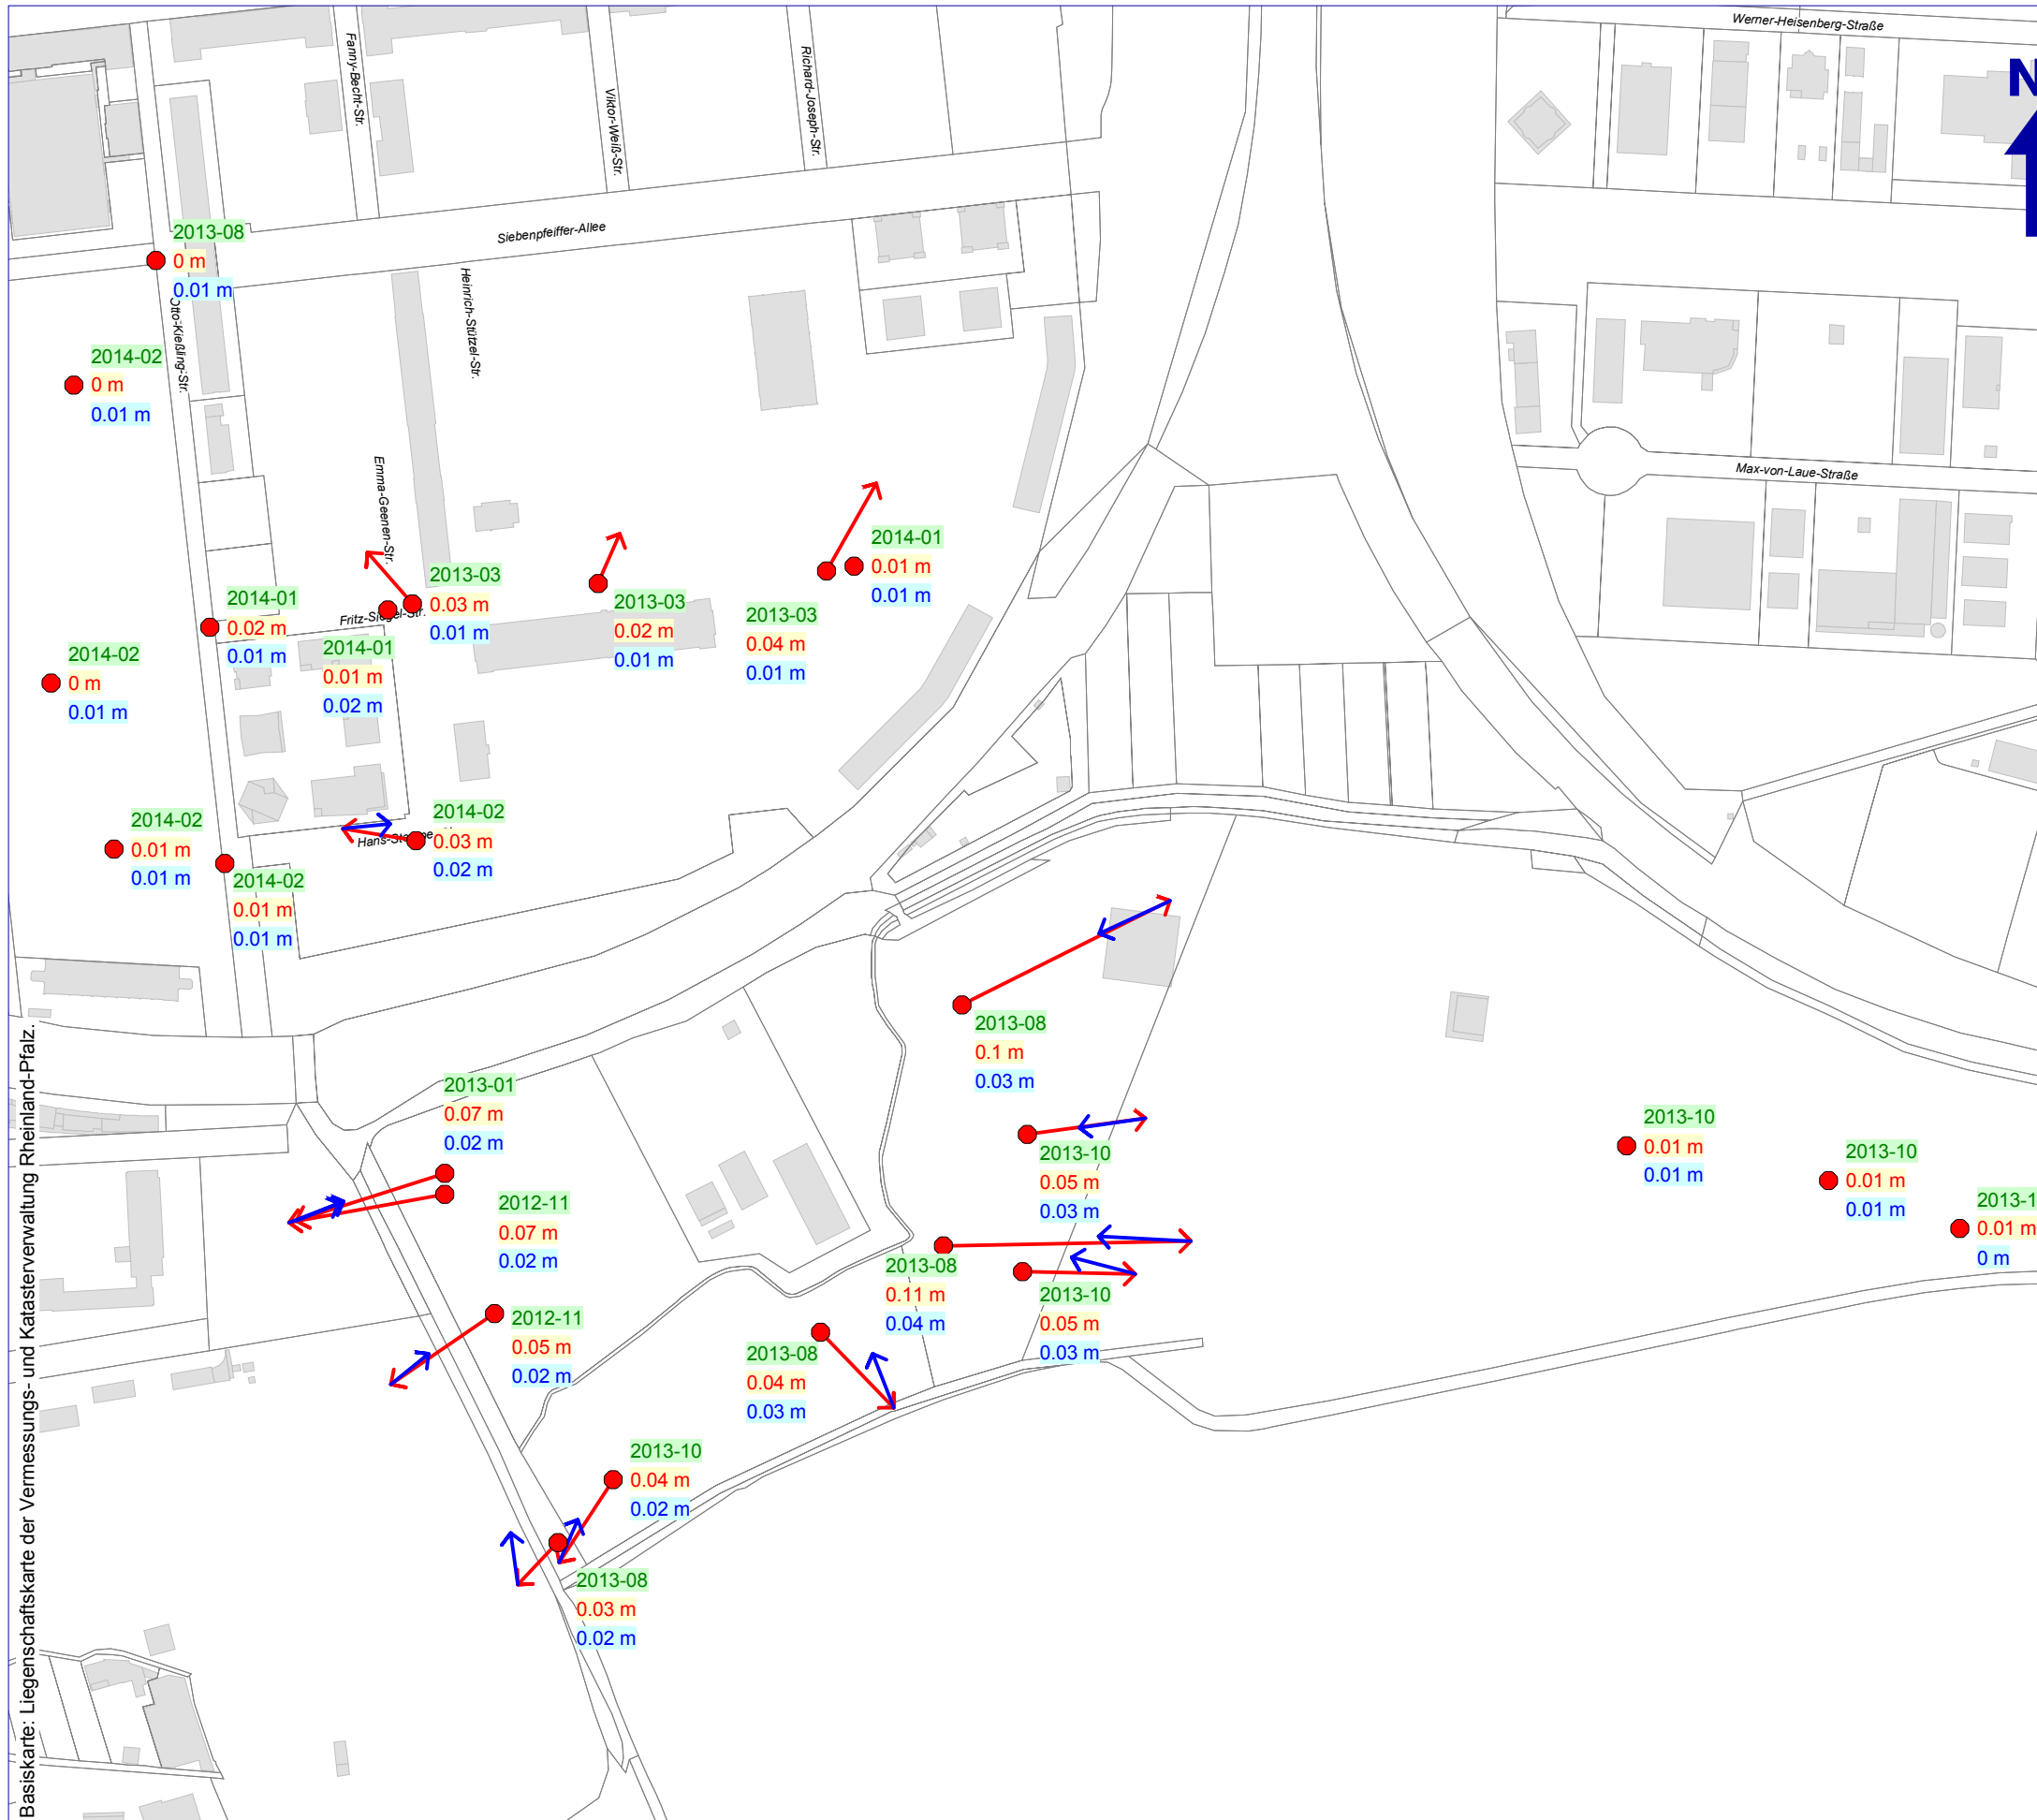 Werner-Heisenberg-Straße
N
Fanny-Becht-Str.
Viktor-Weiß-Str.
Richard-Joseph-Str.
Siebenpfeiffer-Allee
2013-08
0 m
0.01 m
Otto-Kießling-Str.
Heinrich-Stützel-Str.
2014-02
0 m
0.01 m
Emma-Geenen-Str.
Max-von-Laue-Straße
2014-01
0.01 m
0.01 m
2013-03
0.03 m
0.01 m
2013-03
0.02 m
0.01 m
2013-03
0.04 m
0.01 m
2014-01
0.02 m
0.01 m
2014-01
0.01 m
0.02 m
2014-02
0 m
0.01 m
2014-02
0.03 m
0.02 m
2014-02
0.01 m
0.01 m
2014-02
0.01 m
0.01 m
2013-08
0.1 m
0.03 m
2013-01
0.07 m
0.02 m
2013-10
0.05 m
0.03 m
2013-10
0.01 m
0.01 m
2013-10
0.01 m
0.01 m
2013-1
0.01 m
0 m
2012-11
0.07 m
0.02 m
2013-08
0.11 m
0.04 m
2013-10
0.05 m
0.03 m
2012-11
0.05 m
0.02 m
2013-08
0.04 m
0.03 m
2013-10
0.04 m
0.02 m
2013-08
0.03 m
0.02 m
Basiskarte: Liegenschaftskarte der Vermessungs- und Katasterverwaltung Rheinland-Pfalz.